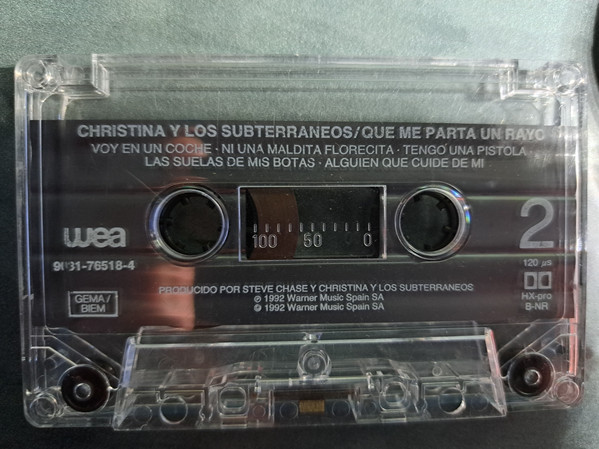 CHRISTINA Y LOS SUBTERRANEOS/QUE ME PARTA UN RAYO
VOY EN UN COCHE · NI UNA MALDITA FLORECITA · TENGO UNA PISTOLA ·
LAS SUELAS DE MIS BOTAS · ALGUIEN QUE CUIDE DE MI
wea
9031-76518-4
GEMA/
BIEM
100 50 0
2
120 µs
HX-pro
B-NR
PRODUCIDO POR STEVE CHASE Y CHRISTINA Y LOS SUBTERRANEOS
℗ 1992 Warner Music Spain SA
© 1992 Warner Music Spain SA